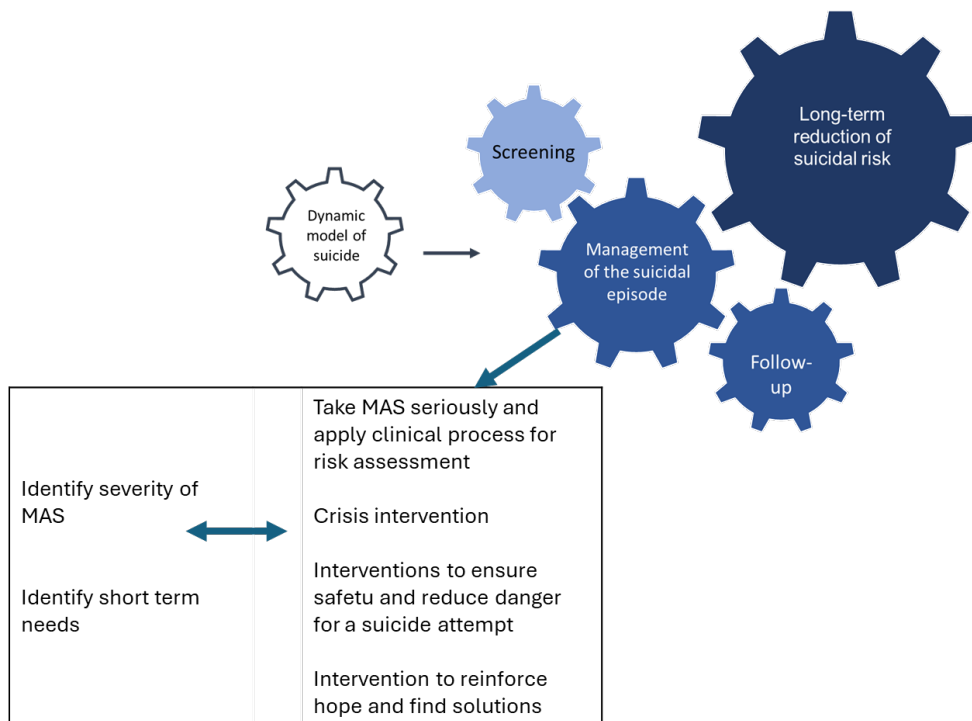 Long-term
reduction of
suicidal risk
Screening
Dynamic
model of
suicide
Management
of the suicidal
episode
Follow-
up
Identify severity of
MAS
Identify short term
needs
Take MAS seriously and
apply clinical process for
risk assessment
Crisis intervention
Interventions to ensure
safetu and reduce danger
for a suicide attempt
Intervention to reinforce
hope and find solutions